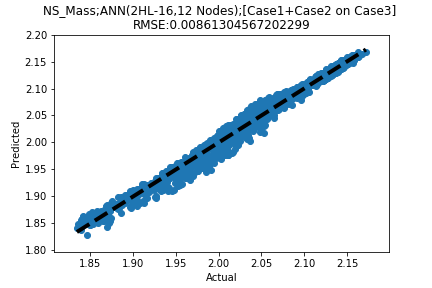 NS_Mass;ANN(2HL-16,12 Nodes);[Case1+Case2 on Case3]
RMSE:0.00861304567202299
2.20
2.15
2.10
2.05
2.00
1.95
1.90
1.85
1.80
Predicted
1.85 1.90 1.95 2.00 2.05 2.10 2.15
Actual